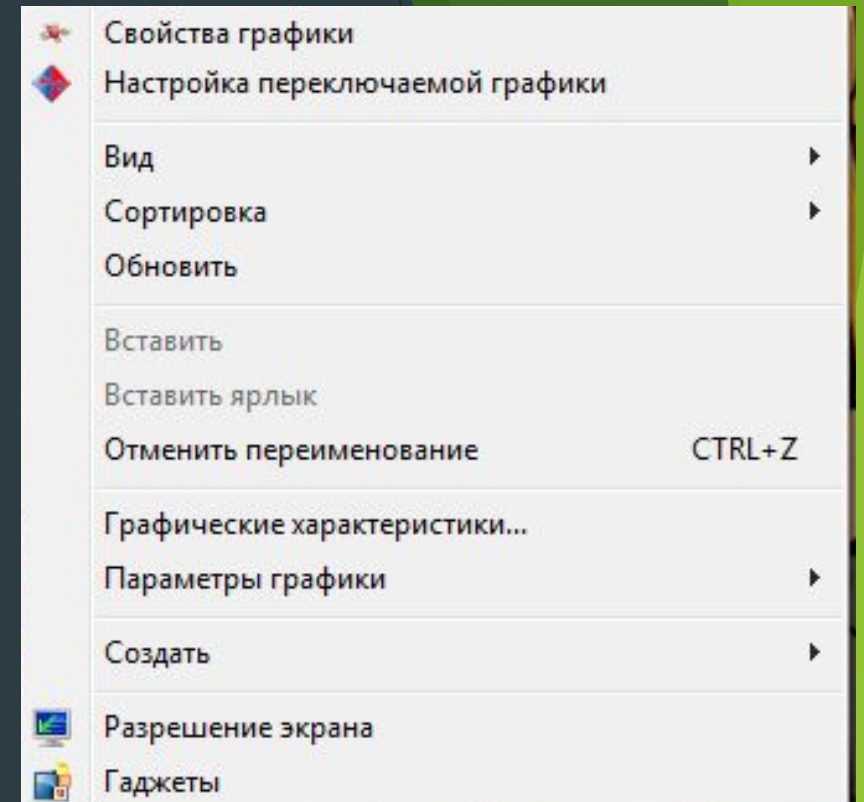 Свойства графики
Настройка переключаемой графики
Вид
Сортировка
Обновить
Вставить
Вставить ярлык
Отменить переименование CTRL+Z
Графические характеристики...
Параметры графики
Создать
Разрешение экрана
Гаджеты